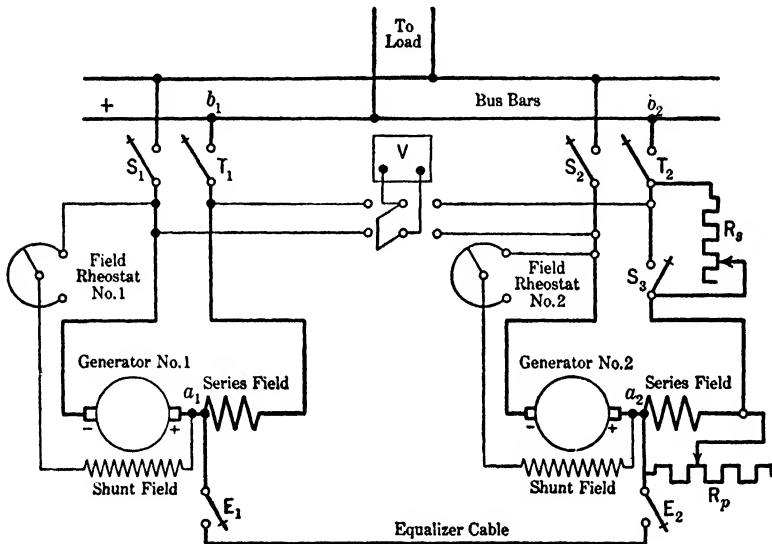 To
Load
+
b₁
Bus Bars
b₂
S₁
T₁
V
S₂
T₂
Rₛ
Field
Rheostat
No.1
Field
Rheostat
No.2
S₃
Generator No.1
a₁
Series Field
Generator No.2
a₂
Series Field
-
+
-
+
Shunt Field
Shunt Field
Rₚ
E₁
E₂
Equalizer Cable